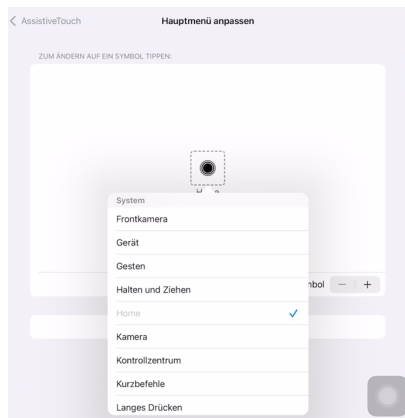 AssistiveTouch
Hauptmenü anpassen
ZUM ÄNDERN AUF EIN SYMBOL TIPPEN:
System
Frontkamera
Gerät
Gesten
Halten und Ziehen
Home
Kamera
Kontrollzentrum
Kurzbefehle
Langes Drücken